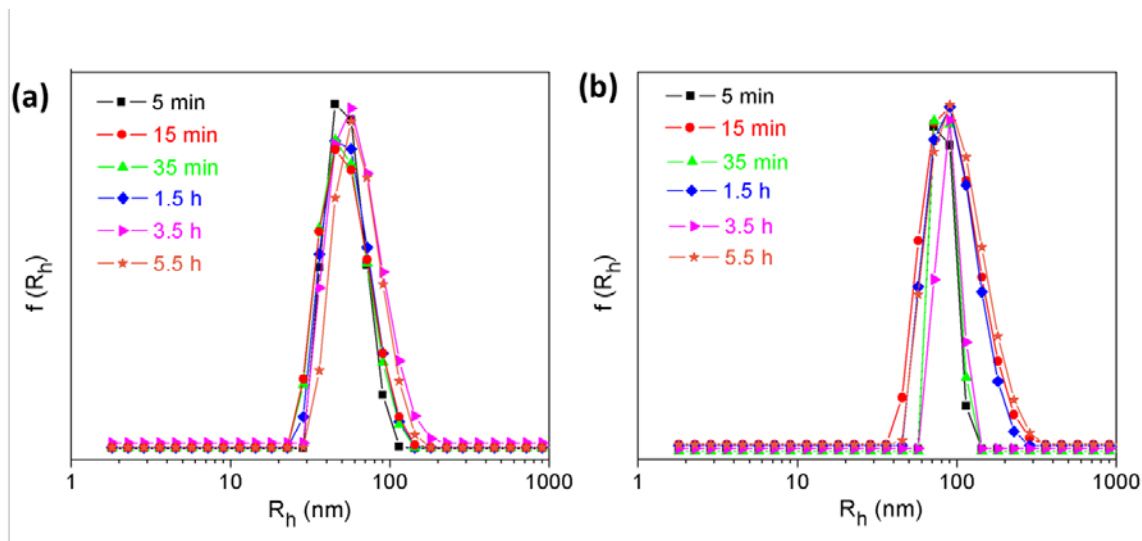 (a)
5 min
15 min
35 min
1.5 h
3.5 h
5.5 h
f (Rh)
1 10 100 1000
Rh (nm)
(b)
5 min
15 min
35 min
1.5 h
3.5 h
5.5 h
f (Rh)
1 10 100 1000
Rh (nm)